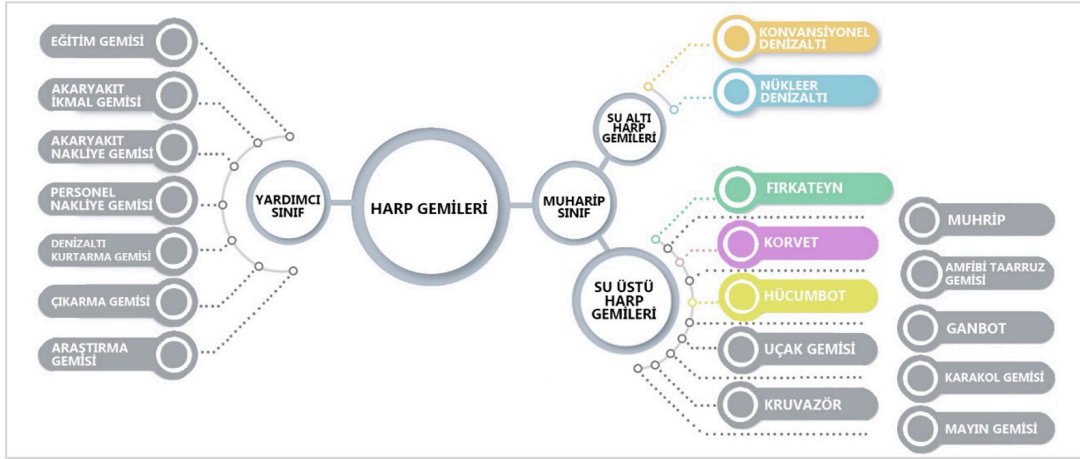 EĞİTİM GEMİSİ
AKARYAKIT
İKMAL GEMİSİ
AKARYAKIT
NAKLİYE GEMİSİ
PERSONEL
NAKLİYE GEMİSİ
DENİZALTI
KURTARMA GEMİSİ
ÇIKARMA GEMİSİ
ARAŞTIRMA
GEMİSİ
YARDIMCI
SINIF
HARP GEMİLERİ
MUHARİP
SINIF
SU ALTI
HARP
GEMİLERİ
KONVANSİYONEL
DENİZALTI
NÜKLEER
DENİZALTI
SU ÜSTÜ
HARP
GEMİLERİ
FIRKATEYN
KORVET
HÜCUMBOT
UÇAK GEMİSİ
KRUVAZÖR
MUHRİP
AMFİBİ TAARRUZ
GEMİSİ
GANBOT
KARAKOL GEMİSİ
MAYIN GEMİSİ